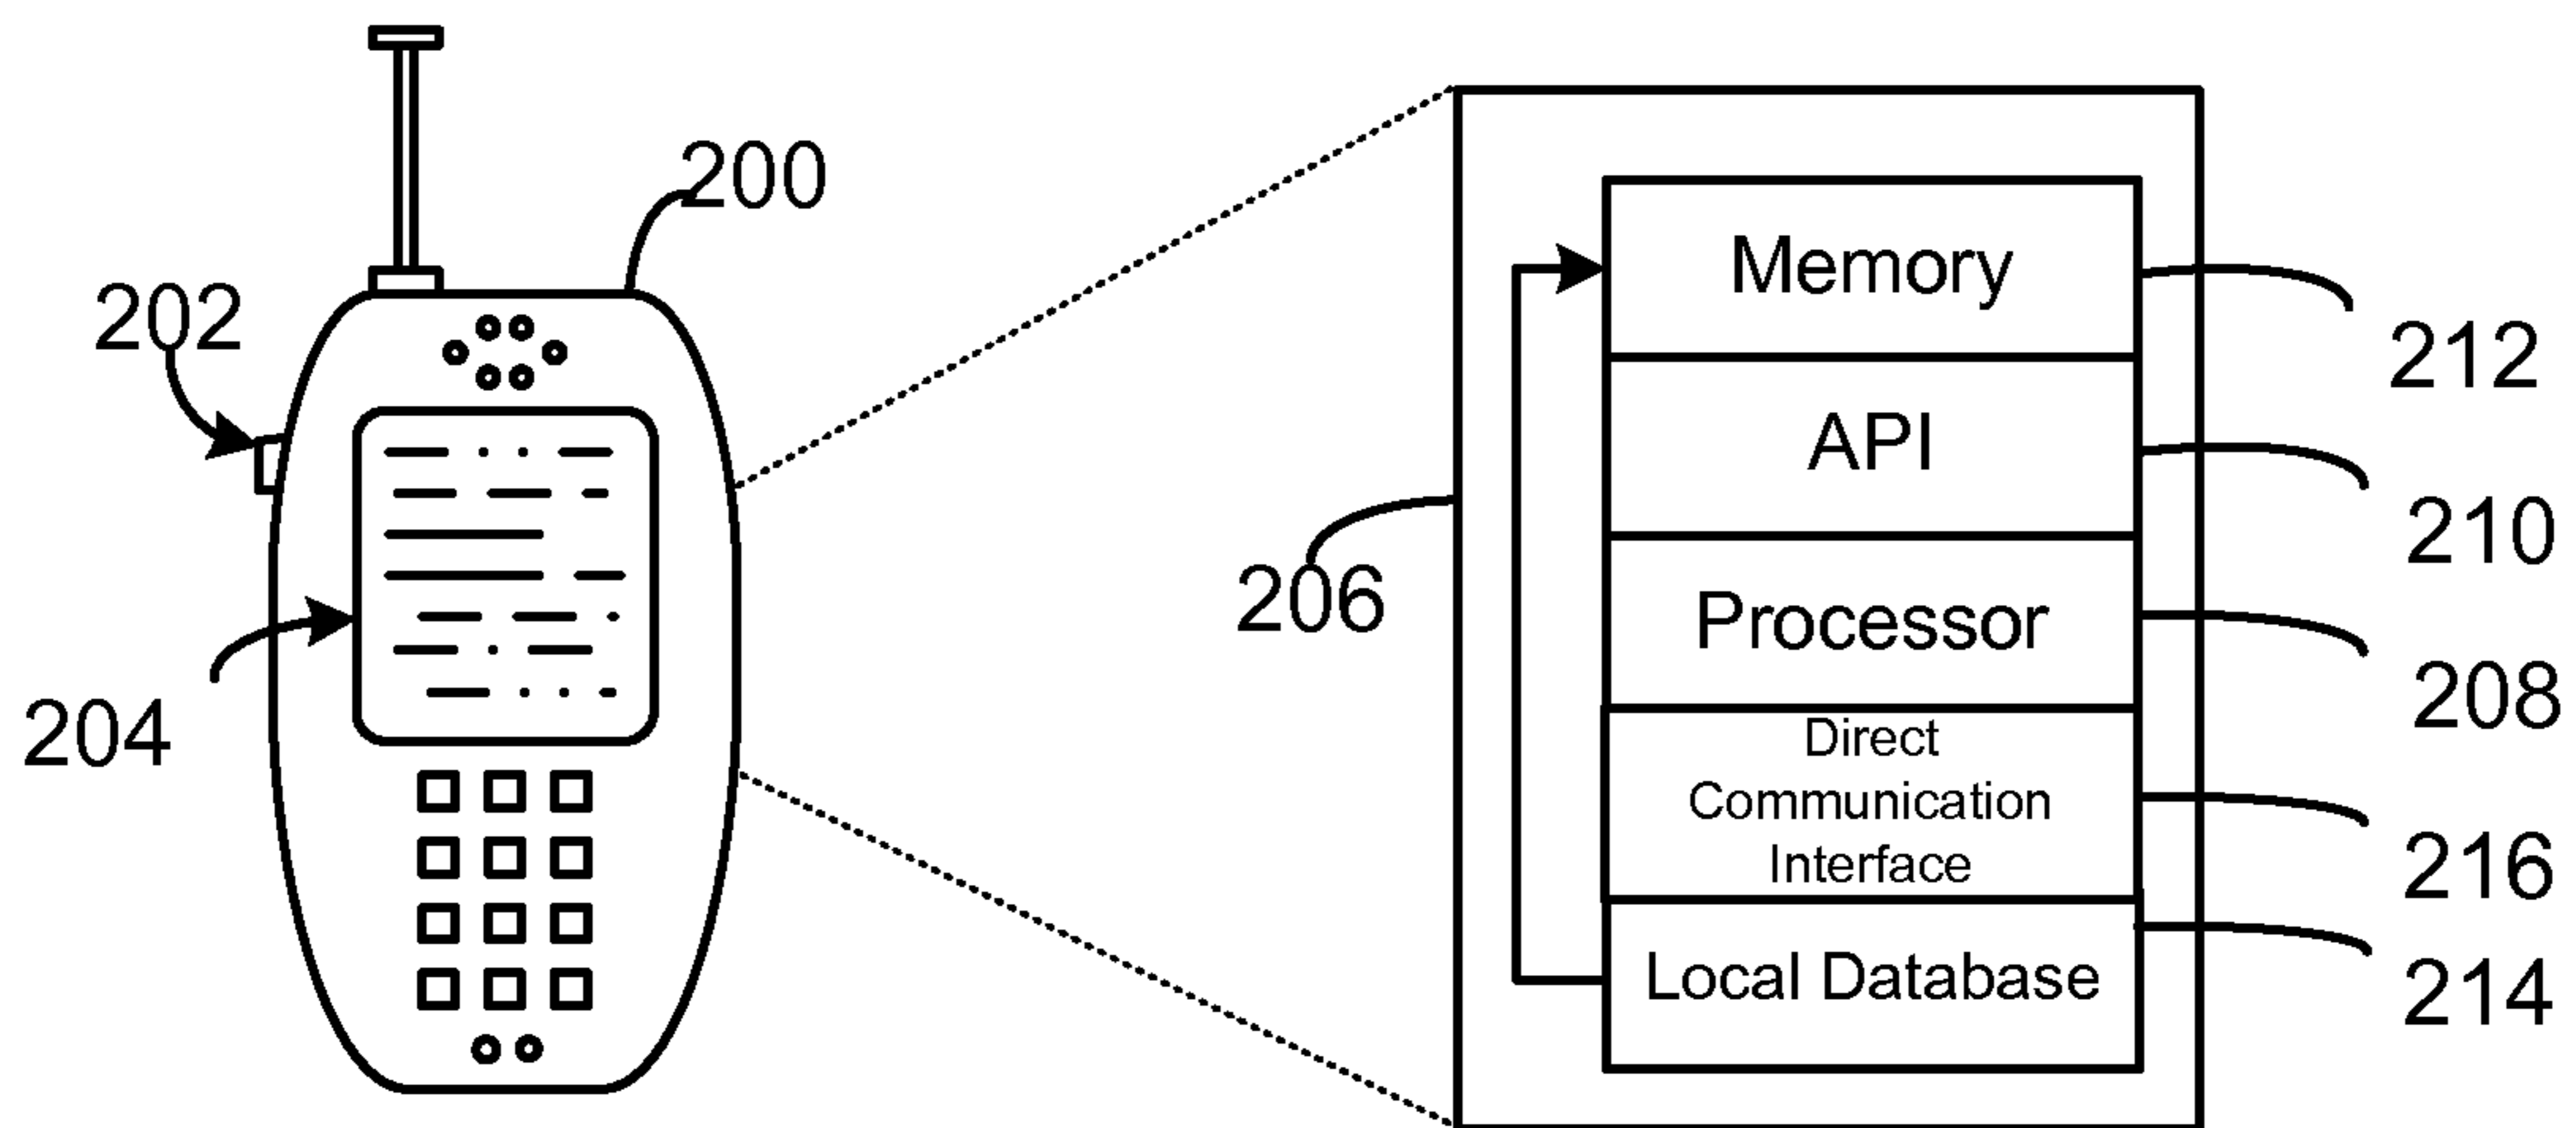 200
202
204
206
Memory
212
API
210
Processor
208
Direct
Communication
Interface
216
Local Database
214